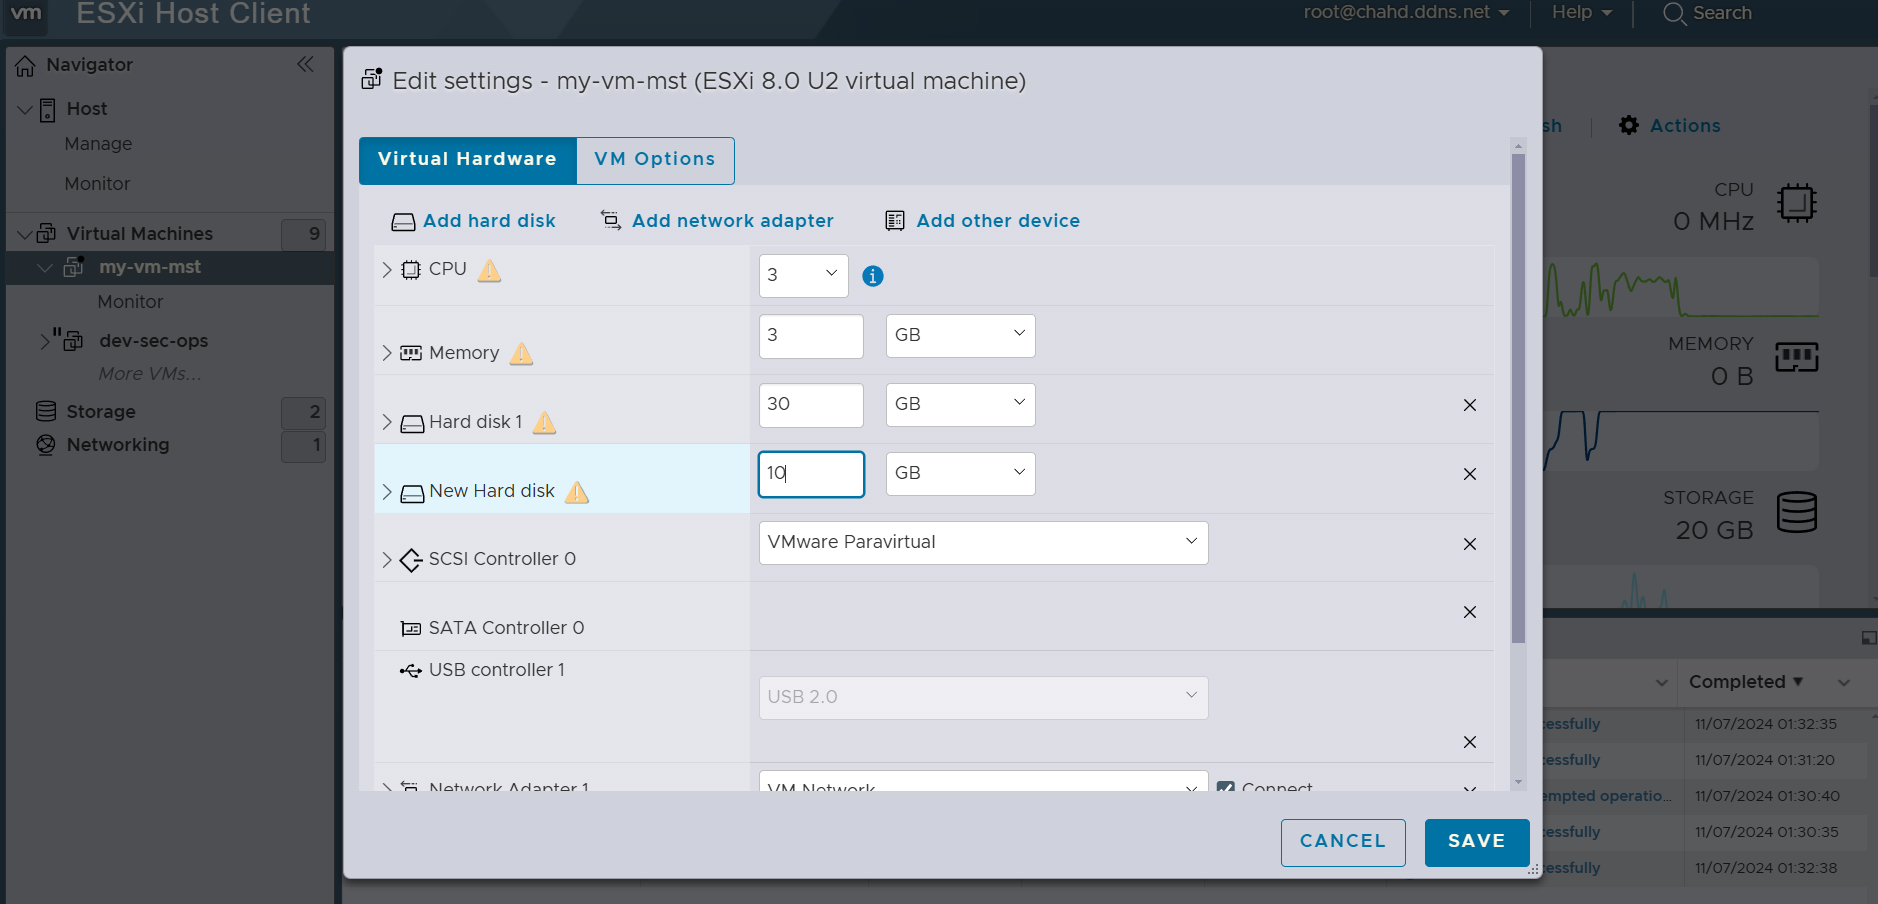 vm ESXi Host Client
root@chahd.ddns.net Help Search
Navigator
Host
Manage
Monitor
Virtual Machines 9
my-vm-mst
Monitor
dev-sec-ops
More VMs...
Storage 2
Networking 1
Edit settings - my-vm-mst (ESXi 8.0 U2 virtual machine)
Virtual Hardware VM Options
Add hard disk Add network adapter Add other device
CPU 3
Memory 3 GB
Hard disk 1 30 GB
New Hard disk 10 GB
SCSI Controller 0 VMware Paravirtual
SATA Controller 0
USB controller 1
USB 2.0
Network Adapter 1 VM Network Connect
CANCEL SAVE
sh Actions
CPU
0 MHz
MEMORY
0 B
STORAGE
20 GB
Completed
cessfully 11/07/2024 01:32:35
cessfully 11/07/2024 01:31:20
empted operatio... 11/07/2024 01:30:40
cessfully 11/07/2024 01:30:35
cessfully 11/07/2024 01:32:38